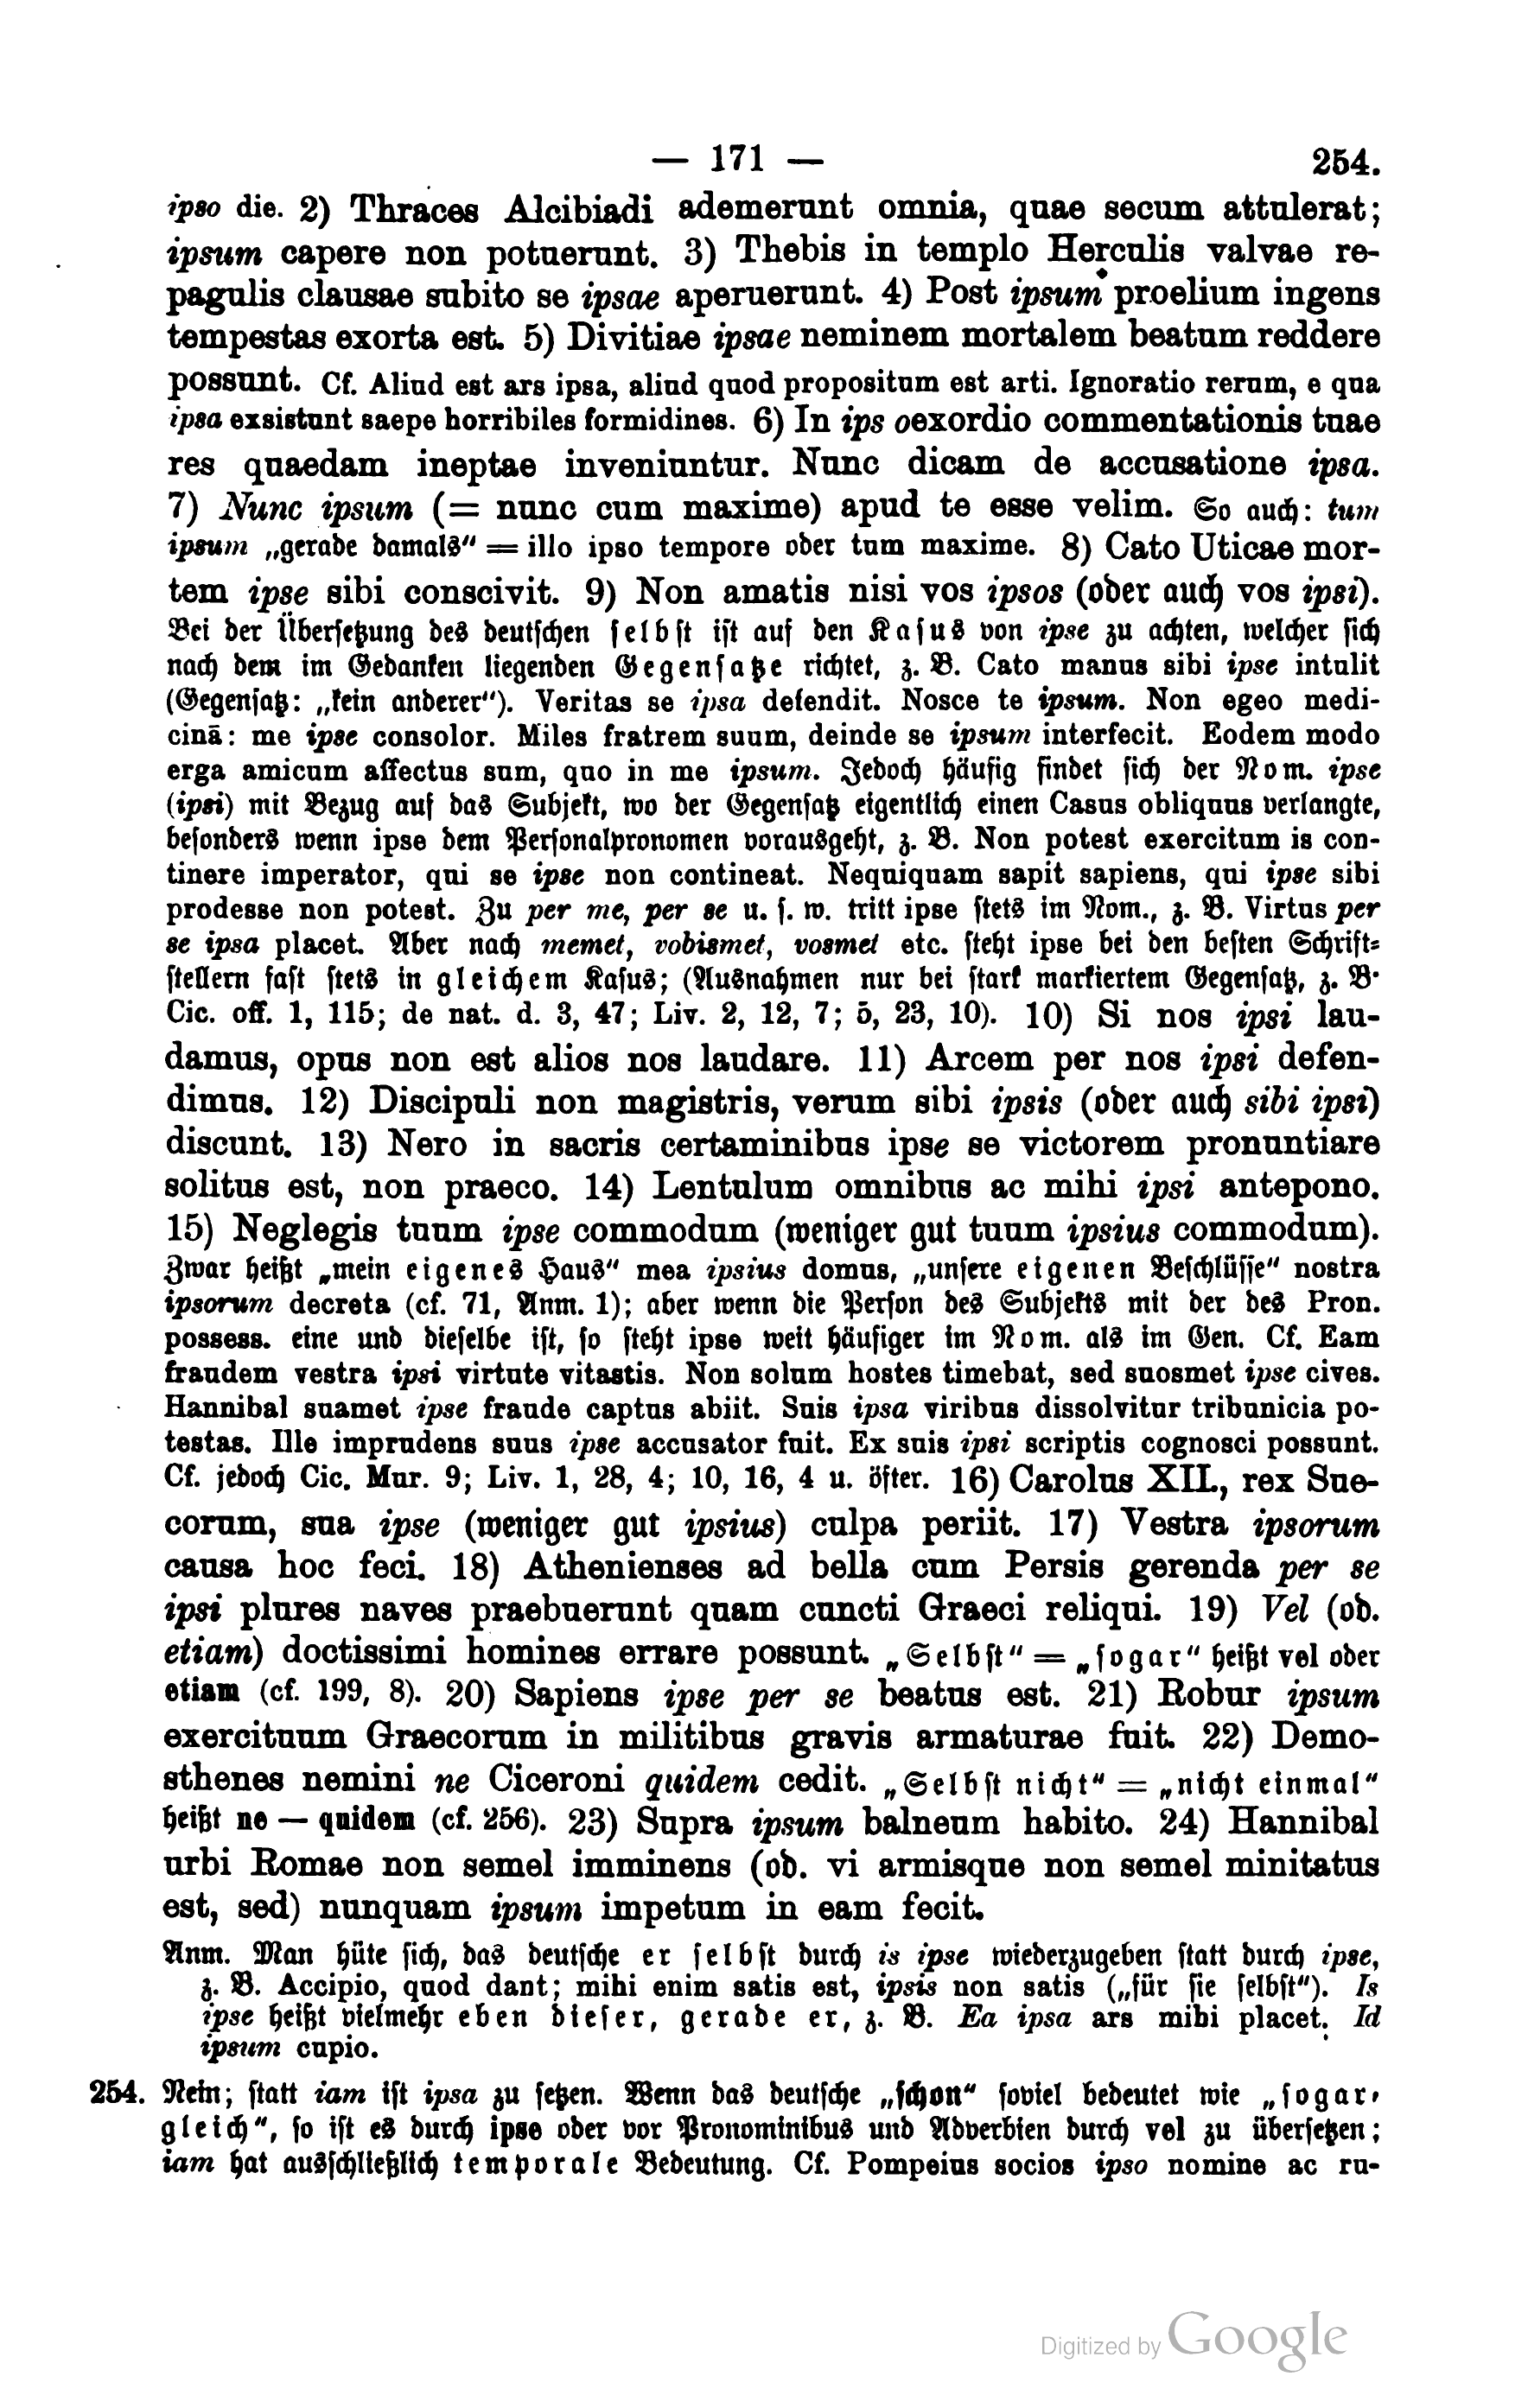 — 171 — 254.
ipso die. 2) Thraces Alcibiadi ademerunt omnia, quae secum attulerat;
ipsum capere non potuerunt. 3) Thebis in templo Herculis valvae re-
pagulis clausae subito se ipsae aperuerunt. 4) Post ipsum proelium ingens
tempestas exorta est. 5) Divitiae ipsae neminem mortalem beatum reddere
possunt. Cf. Aliud est ars ipsa, aliud quod propositum est arti. Ignoratio rerum, e qua
ipsa exsistunt saepe horribiles formidines. 6) In ips oexordio commentationis tuae
res quaedam ineptae inveniuntur. Nunc dicam de accusatione ipsa.
7) Nunc ipsum (= nunc cum maxime) apud te esse velim. So auch: tum
ipsum „gerade damals" = illo ipso tempore oder tum maxime. 8) Cato Uticae mor-
tem ipse sibi conscivit. 9) Non amatis nisi vos ipsos (oder auch vos ipsi).
Bei der Übersetzung des deutschen selbst ist auf den Kasus von ipse zu achten, welcher sich
nach dem im Gedanken liegenden Gegensatze richtet, z. B. Cato manus sibi ipse intulit
(Gegensatz: „kein anderer"). Veritas se ipsa defendit. Nosce te ipsum. Non egeo medi-
cinā: me ipse consolor. Miles fratrem suum, deinde se ipsum interfecit. Eodem modo
erga amicum affectus sum, quo in me ipsum. Jedoch häufig findet sich der Nom. ipse
(ipsi) mit Bezug auf das Subjekt, wo der Gegensatz eigentlich einen Casus obliquus verlangte,
besonders wenn ipse dem Personalpronomen vorausgeht, z. B. Non potest exercitum is con-
tinere imperator, qui se ipse non contineat. Nequiquam sapit sapiens, qui ipse sibi
prodesse non potest. Zu per me, per se u. s. w. tritt ipse stets im Nom., z. B. Virtus per
se ipsa placet. Aber nach memet, vobismet, vosmet etc. steht ipse bei den besten Schrift-
stellern fast stets in gleichem Kasus; (Ausnahmen nur bei stark markiertem Gegensatz, z. B.
Cic. off. 1, 115; de nat. d. 3, 47; Liv. 2, 12, 7; 5, 23, 10). 10) Si nos ipsi lau-
damus, opus non est alios nos laudare. 11) Arcem per nos ipsi defen-
dimus. 12) Discipuli non magistris, verum sibi ipsis (oder auch sibi ipsi)
discunt. 13) Nero in sacris certaminibus ipse se victorem pronuntiare
solitus est, non praeco. 14) Lentulum omnibus ac mihi ipsi antepono.
15) Neglegis tuum ipse commodum (weniger gut tuum ipsius commodum).
Zwar heißt „mein eigenes Haus" mea ipsius domus, „unsere eigenen Beschlüsse" nostra
ipsorum decreta (cf. 71, Anm. 1); aber wenn die Person des Subjekts mit der des Pron.
possess. eine und dieselbe ist, so steht ipse weit häufiger im Nom. als im Gen. Cf. Eam
fraudem vestra ipsi virtute vitastis. Non solum hostes timebat, sed suosmet ipse cives.
Hannibal suamet ipse fraude captus abiit. Suis ipsa viribus dissolvitur tribunicia po-
testas. Ille imprudens suus ipse accusator fuit. Ex suis ipsi scriptis cognosci possunt.
Cf. jedoch Cic. Mur. 9; Liv. 1, 28, 4; 10, 16, 4 u. öfter. 16) Carolus XII., rex Sue-
corum, sua ipse (weniger gut ipsius) culpa periit. 17) Vestra ipsorum
causa hoc feci. 18) Athenienses ad bella cum Persis gerenda per se
ipsi plures naves praebuerunt quam cuncti Graeci reliqui. 19) Vel (od.
etiam) doctissimi homines errare possunt. „Selbst" = „sogar" heißt vel oder
etiam (cf. 199, 8). 20) Sapiens ipse per se beatus est. 21) Robur ipsum
exercituum Graecorum in militibus gravis armaturae fuit. 22) Demo-
sthenes nemini ne Ciceroni quidem cedit. „Selbst nicht" = „nicht einmal"
heißt ne — quidem (cf. 256). 23) Supra ipsum balneum habito. 24) Hannibal
urbi Romae non semel imminens (od. vi armisque non semel minitatus
est, sed) nunquam ipsum impetum in eam fecit.
Anm. Man hüte sich, das deutsche er selbst durch is ipse wiederzugeben statt durch ipse,
z. B. Accipio, quod dant; mihi enim satis est, ipsis non satis („für sie selbst"). Is
ipse heißt vielmehr eben dieser, gerade er, z. B. Ea ipsa ars mihi placet. Id
ipsum cupio.
254. Nein; statt iam ist ipsa zu setzen. Wenn das deutsche „schon" soviel bedeutet wie „sogar,
gleich", so ist es durch ipse oder vor Pronominibus und Adverbien durch vel zu übersetzen;
iam hat ausschließlich temporale Bedeutung. Cf. Pompeius socios ipso nomine ac ru-
Digitized by Google